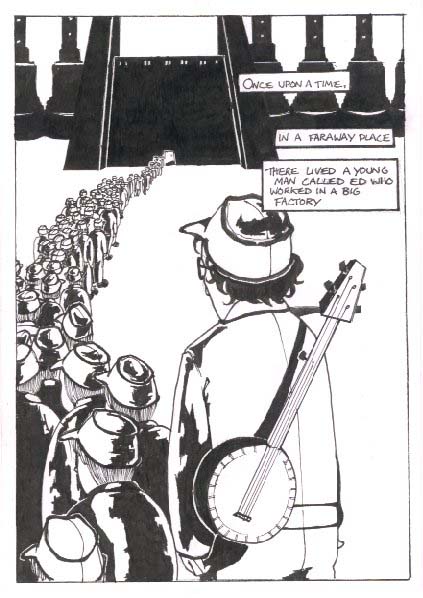 ONCE UPON A TIME,
IN A FARAWAY PLACE
THERE LIVED A YOUNG
MAN CALLED ED WHO
WORKED IN A BIG
FACTORY